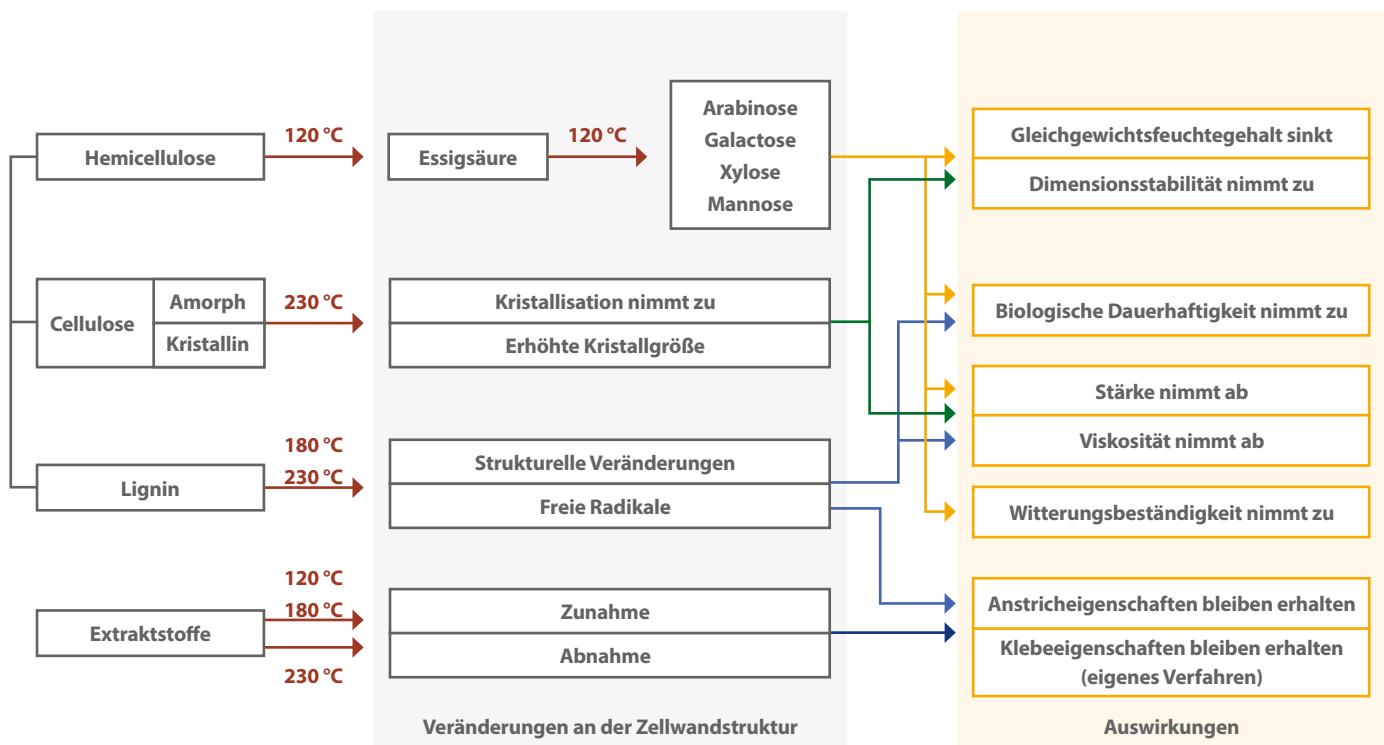 120 °C
Hemicellulose
Essigsäure
120 °C
Arabinose
Galactose
Xylose
Mannose
Gleichgewichtsfeuchtegehalt sinkt
Dimensionsstabilität nimmt zu
Cellulose
Amorph
Kristallin
230 °C
Kristallisation nimmt zu
Erhöhte Kristallgröße
Biologische Dauerhaftigkeit nimmt zu
Stärke nimmt ab
Viskosität nimmt ab
Lignin
180 °C
230 °C
Strukturelle Veränderungen
Freie Radikale
Witterungsbeständigkeit nimmt zu
Extraktstoffe
120 °C
180 °C
230 °C
Zunahme
Abnahme
Anstricheigenschaften bleiben erhalten
Klebeeigenschaften bleiben erhalten
(eigenes Verfahren)
Veränderungen an der Zellwandstruktur
Auswirkungen